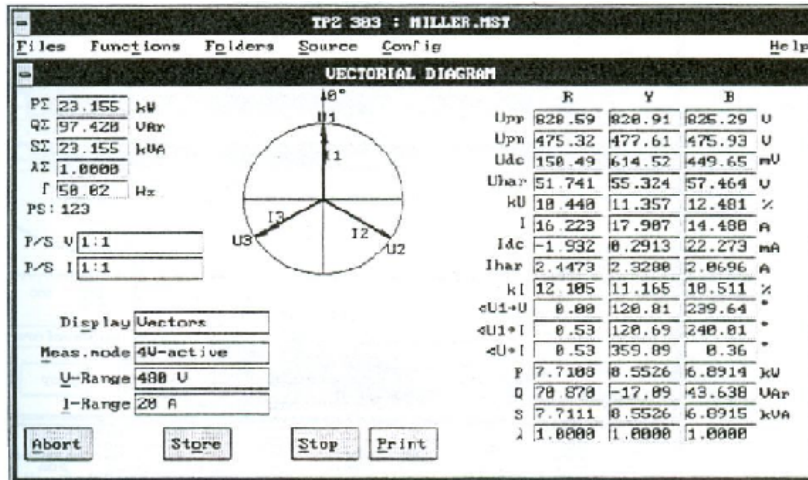 TPZ 303 : MILLER.MST
Files Functions Folders Source Config Help
VECTORIAL DIAGRAM
PΣ 23.155 kW
QΣ 97.420 VAr
SΣ 23.155 kVA
λΣ 1.0000
f 50.02 Hz
PS: 123
P/S V 1:1
P/S I 1:1
0°
U1
I1
I3
U3
I2
U2
Display Vectors
Meas.mode 4W-active
U-Range 480 V
I-Range 20 A
Abort Store Stop Print
R Y B
Upp 828.59 820.91 825.29 V
Upn 475.32 477.61 475.93 V
Udc 150.49 614.52 449.65 mV
Uhar 51.741 55.324 57.464 V
kU 10.440 11.357 12.481 %
I 16.223 17.907 14.480 A
Idc -1.932 0.2913 22.273 mA
Ihar 2.4473 2.3280 2.0696 A
kI 12.105 11.165 10.511 %
<U1→U 0.00 120.81 239.64 °
<U1→I 0.53 120.69 240.01 °
<U→I 0.53 359.89 0.36 °
P 7.7108 8.5526 6.8914 kW
Q 70.870 -17.09 43.638 VAr
S 7.7111 8.5526 6.8915 kVA
λ 1.0000 1.0000 1.0000